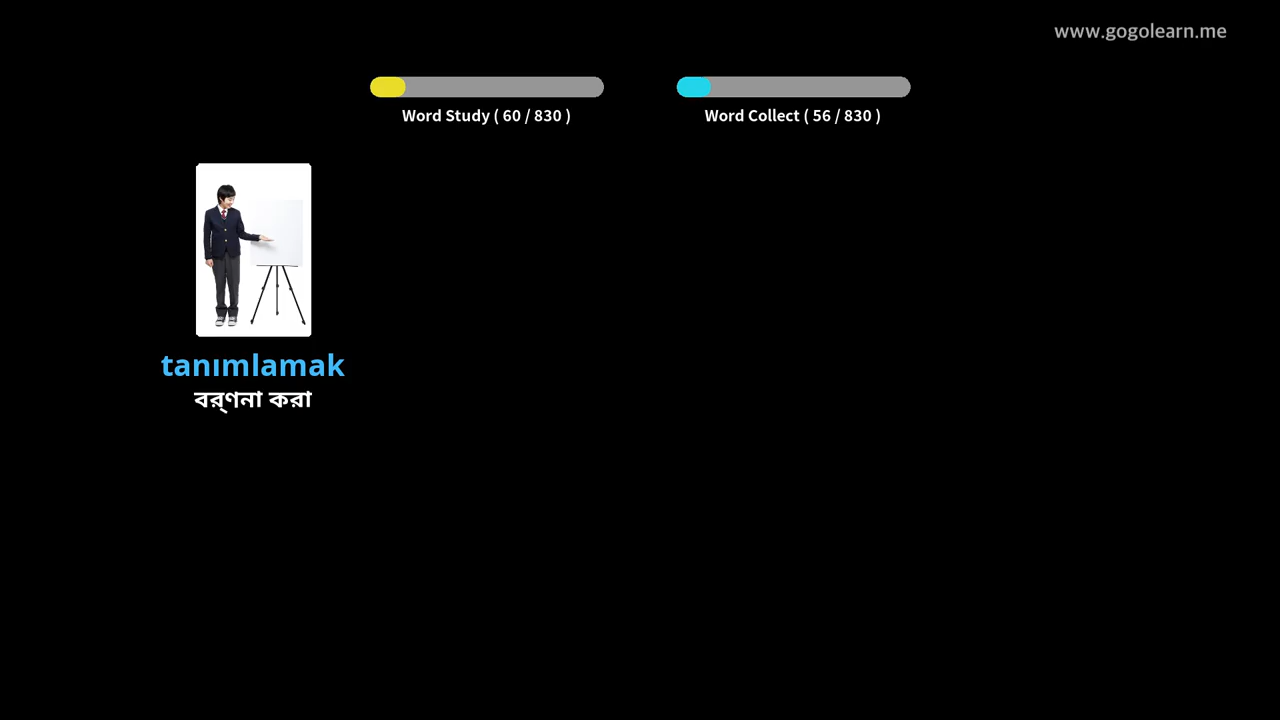 www.gogolearn.me
Word Study ( 60 / 830 )
Word Collect ( 56 / 830 )
tanımlamak
বর্ণনা করা